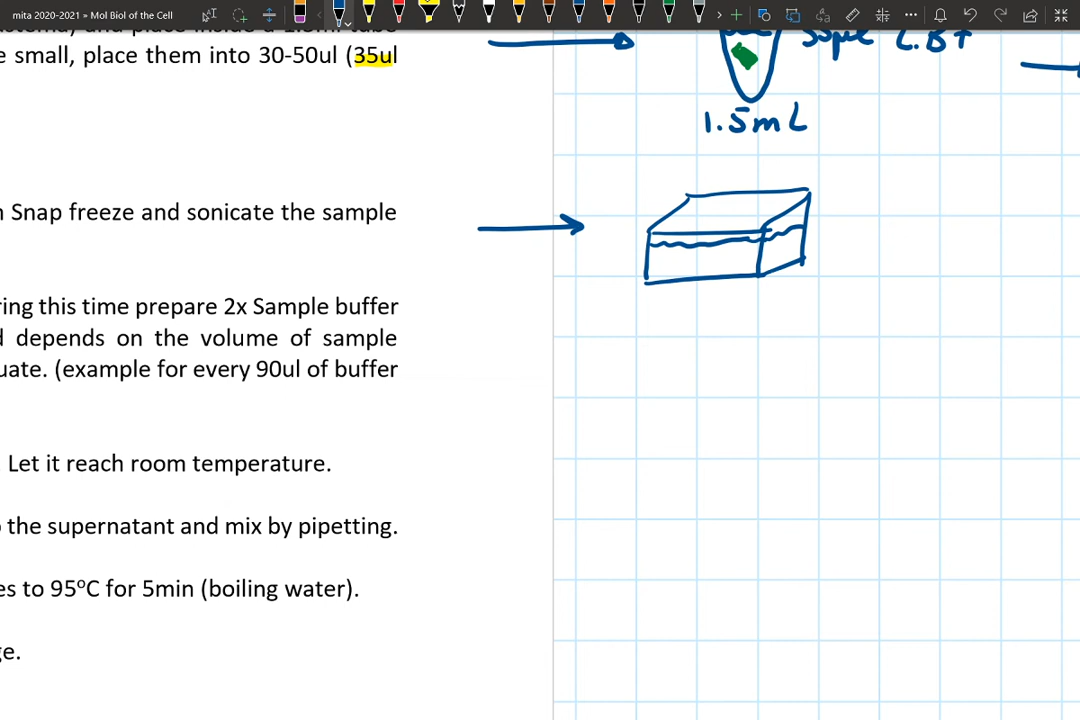 mita 2020-2021 » Mol Biol of the Cell
e small, place them into 30-50ul (35ul
50µl L.B+
1.5mL
n Snap freeze and sonicate the sample
ring this time prepare 2x Sample buffer
d depends on the volume of sample
uate. (example for every 90ul of buffer
Let it reach room temperature.
o the supernatant and mix by pipetting.
es to 95°C for 5min (boiling water).
ge.